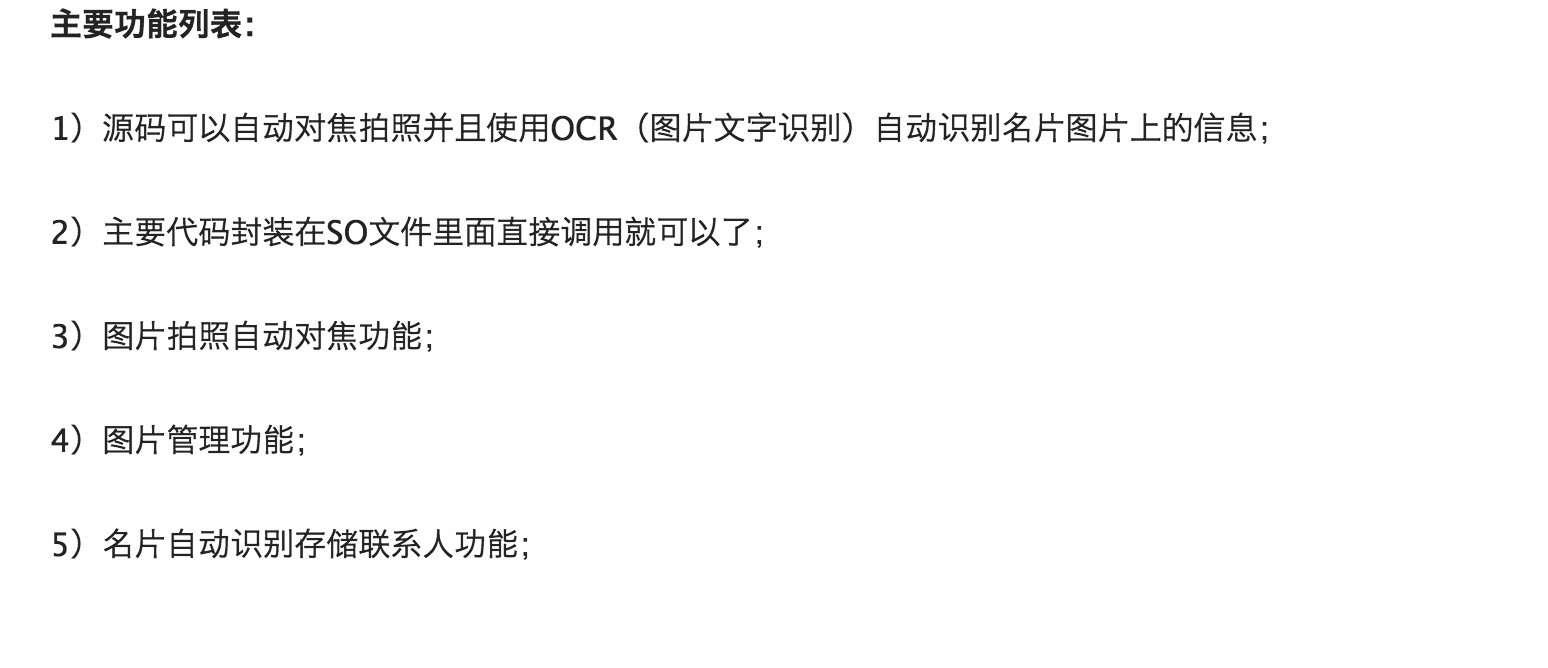 主要功能列表：
1）源码可以自动对焦拍照并且使用OCR（图片文字识别）自动识别名片图片上的信息；
2）主要代码封装在SO文件里面直接调用就可以了；
3）图片拍照自动对焦功能；
4）图片管理功能；
5）名片自动识别存储联系人功能；